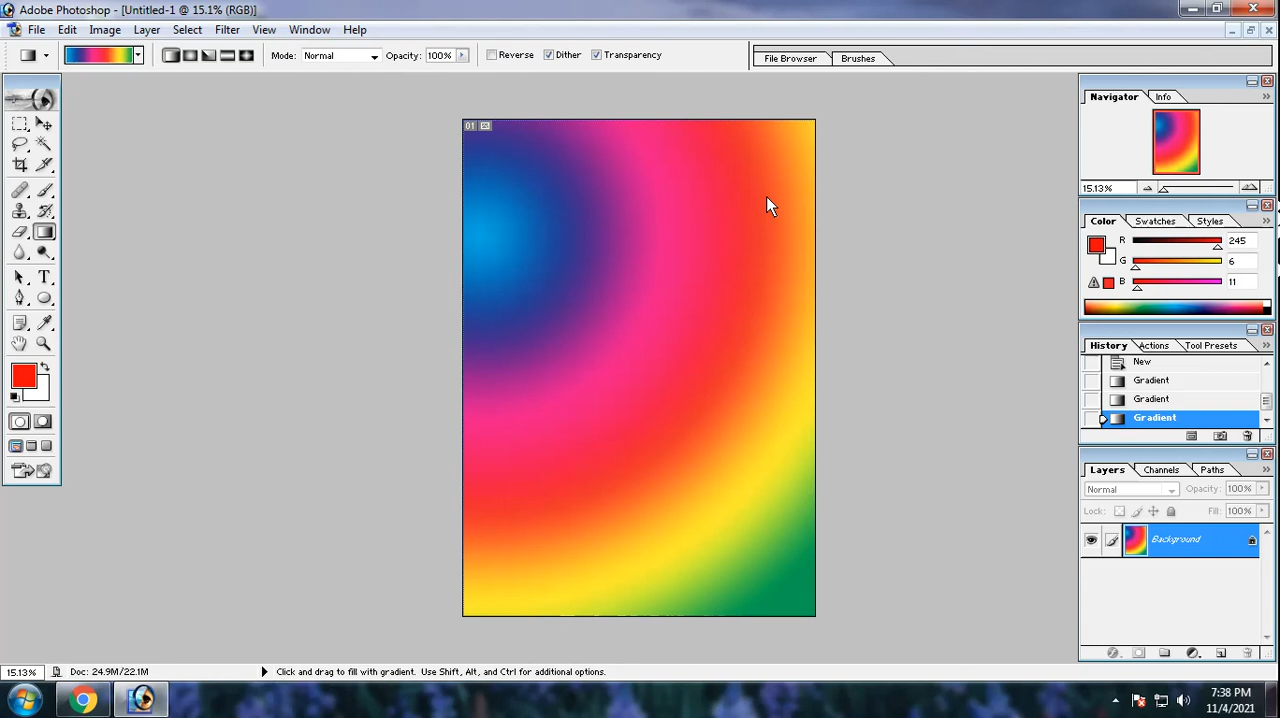 Adobe Photoshop - [Untitled-1 @ 15.1% (RGB)]
File Edit Image Layer Select Filter View Window Help
Mode: Normal Opacity: 100% Reverse Dither Transparency File Browser Brushes
01
Navigator Info
15.13%
Color Swatches Styles
R 245
G 6
B 11
History Actions Tool Presets
New
Gradient
Gradient
Gradient
Layers Channels Paths
Normal Opacity: 100%
Lock: Fill: 100%
Background
T
15.13% Doc: 24.9M/22.1M Click and drag to fill with gradient. Use Shift, Alt, and Ctrl for additional options.
7:38 PM
11/4/2021